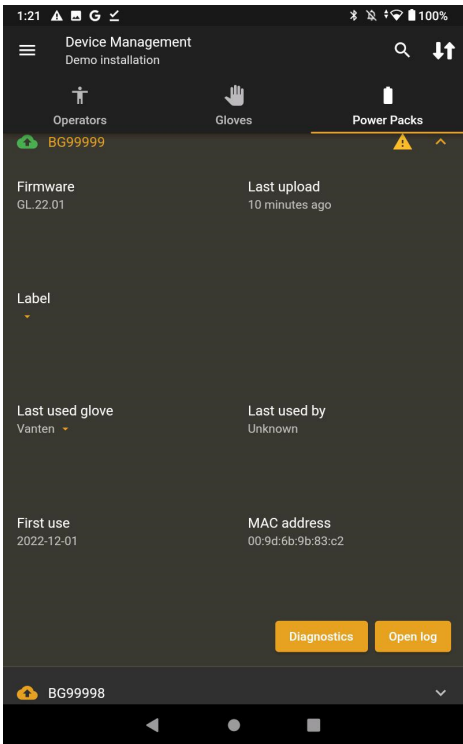 1:21 G 100%
Device Management
Demo installation
Operators Gloves Power Packs
BG99999
Firmware Last upload
GL.22.01 10 minutes ago
Label
Last used glove Last used by
Vanten Unknown
First use MAC address
2022-12-01 00:9d:6b:9b:83:c2
Diagnostics Open log
BG99998